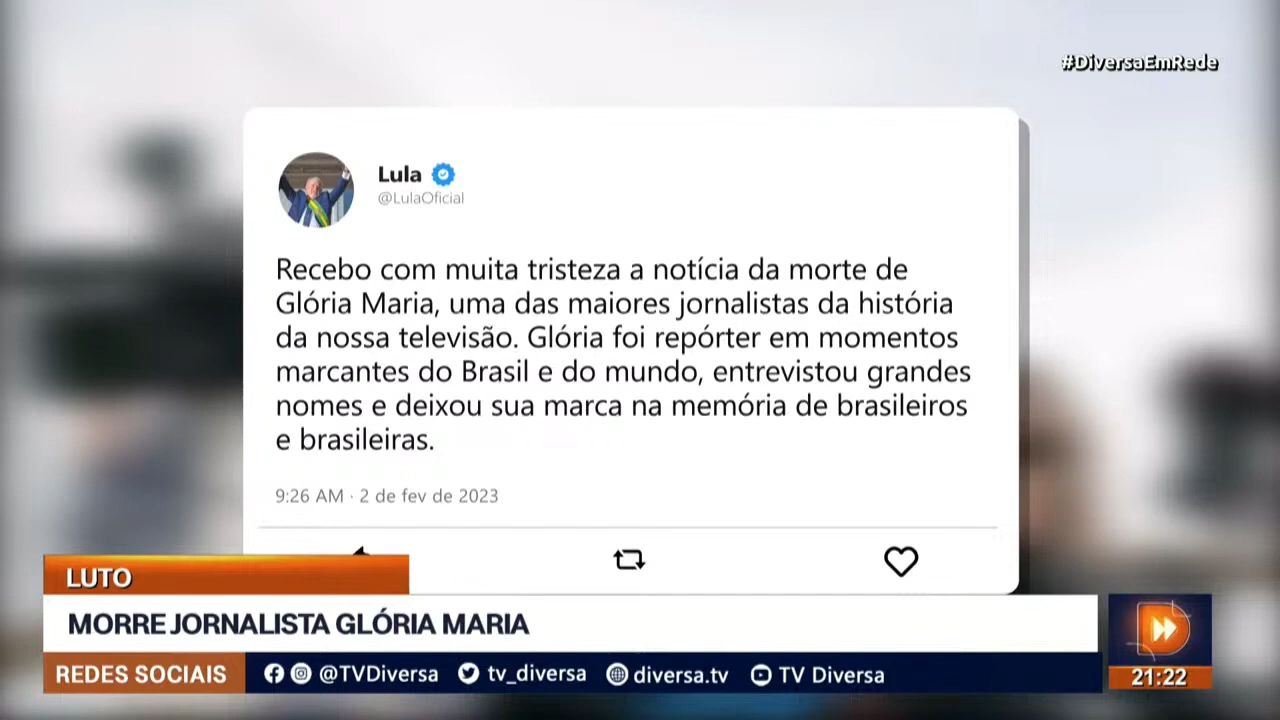 #DiversaEmRede
Lula
@LulaOficial
Recebo com muita tristeza a notícia da morte de
Glória Maria, uma das maiores jornalistas da história
da nossa televisão. Glória foi repórter em momentos
marcantes do Brasil e do mundo, entrevistou grandes
nomes e deixou sua marca na memória de brasileiros
e brasileiras.
9:26 AM · 2 de fev de 2023
LUTO
MORRE JORNALISTA GLÓRIA MARIA
REDES SOCIAIS @TVDiversa tv_diversa diversa.tv TV Diversa
21:22